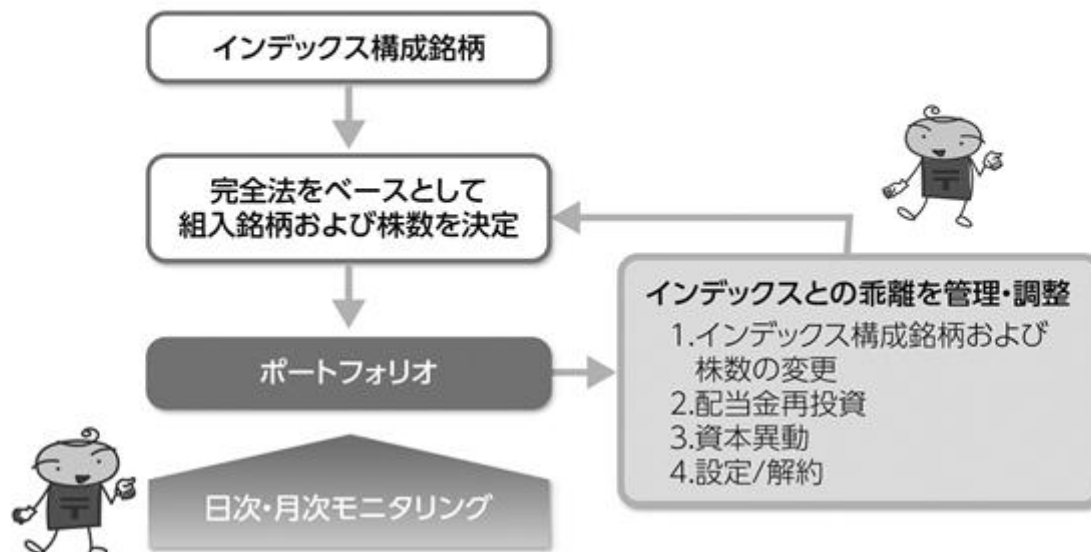 インデックス構成銘柄
完全法をベースとして
組入銘柄および株数を決定
インデックスとの乖離を管理・調整
1.インデックス構成銘柄および
株数の変更
2.配当金再投資
3.資本異動
4.設定/解約
ポートフォリオ
日次・月次モニタリング
〒
〒